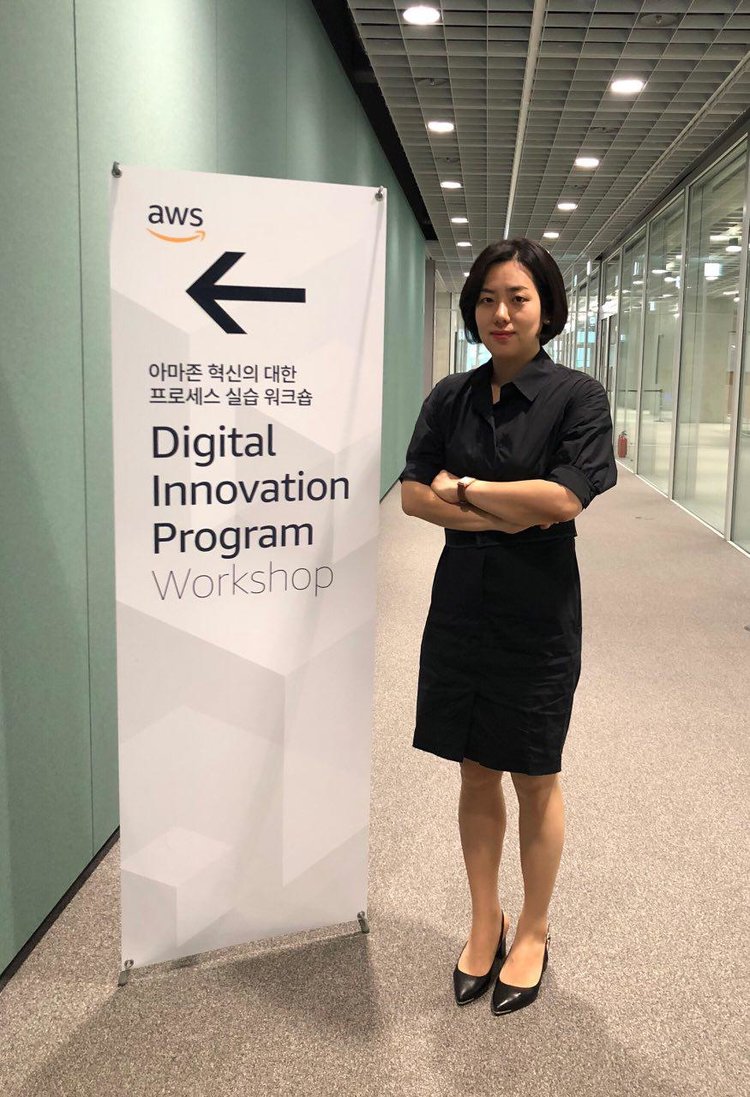 aws
아마존 혁신의 대한
프로세스 실습 워크숍
Digital
Innovation
Program
Workshop